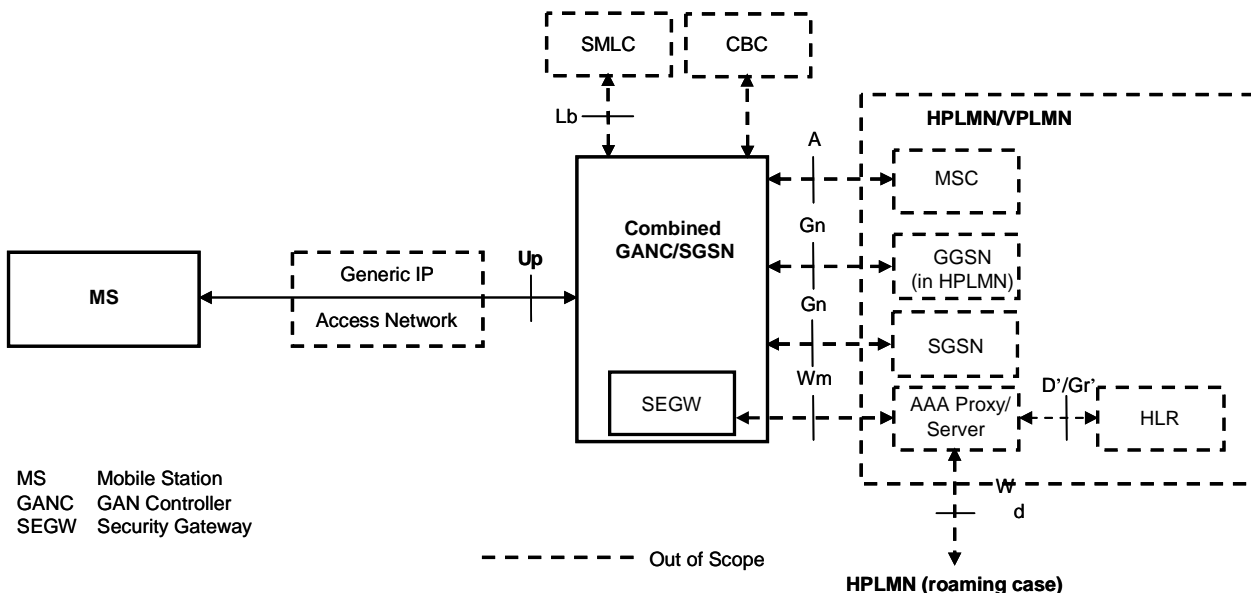 SMLC
CBC
Lb
HPLMN/VPLMN
A
MSC
Combined
GANC/SGSN
Gn
GGSN
(in HPLMN)
Up
Generic IP
MS
Access Network
Gn
SGSN
Wm
D’/Gr’
SEGW
AAA Proxy/
Server
HLR
MS Mobile Station
GANC GAN Controller
SEGW Security Gateway
W
d
Out of Scope
HPLMN (roaming case)